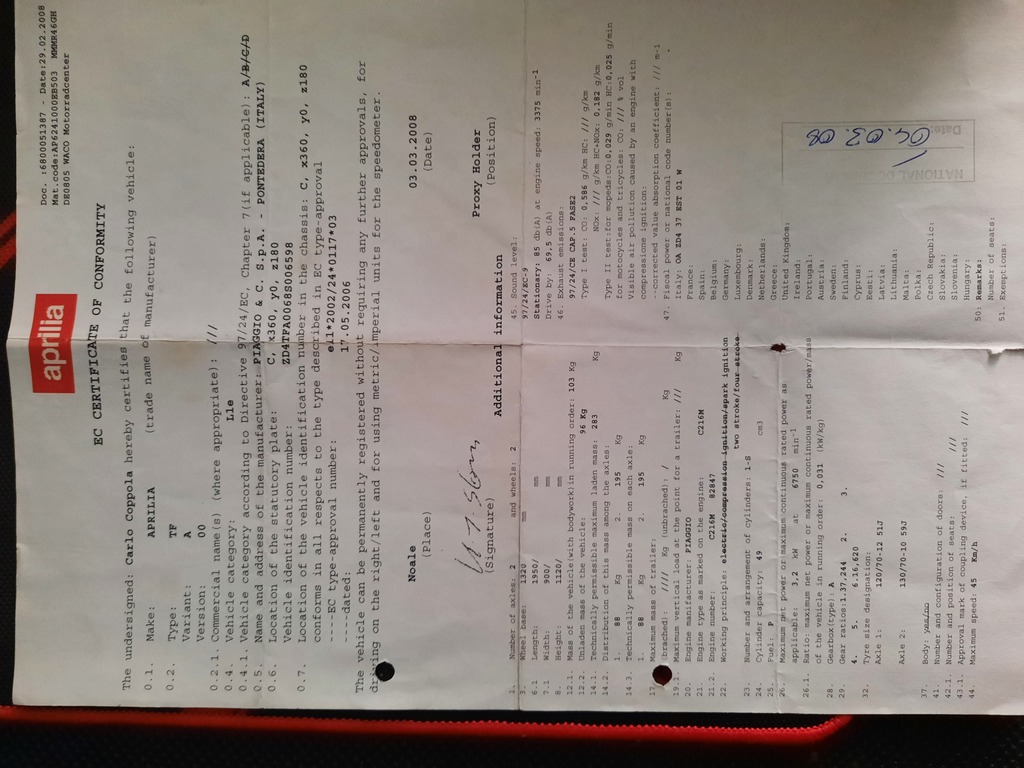 Doc. :6800051387 - Date:29.02.2008
Man.code:AP6241000EB503 MWMR46GH
DE0805 WACO Motorradcenter
aprilia
EC CERTIFICATE OF CONFORMITY
The undersigned: Carlo Coppola hereby certifies that the following vehicle:
0.1. Make: APRILIA (trade name of manufacturer)
0.2. Type: TF
Variant: A
Version: 00
0.2.1. Commercial name(s) (where appropriate): ///
0.4. Vehicle category: L1e
0.4.1. Vehicle category according to Directive 97/24/EC, Chapter 7(if applicable): A/B/C/D
0.5. Name and address of the manufacturer: PIAGGIO & C. S.p.A. - PONTEDERA (ITALY)
0.6. Location of the statutory plate: C, x360, y0, z180
Vehicle identification number: ZD4TFA0068S006598
0.7. Location of the vehicle identification number on the chassis: C, x360, y0, z180
conforms in all respects to the type described in EC type-approval
----EC type-approval number: e11*2002/24*0117*03
----dated: 17.05.2006
The vehicle can be permanently registered without requiring any further approvals, for
driving on the right/left and for using metric/imperial units for the speedometer.
Noale 03.03.2008
(Place) (Date)
Proxy Holder
(Signature) (Position)
Additional information
1. Number of axles: 2 and wheels: 2
3. Wheel base: 1320 mm
6.1 Length: 1950/ mm
7.1 Width: 900/ mm
8. Height: 1120/ mm
12.1. Mass of the vehicle(with bodywork)in running order: 103 Kg
12.2. Unladen mass of the vehicle: 96 Kg
14.1. Technically permissible maximum laden mass: 283 Kg
14.2. Distribution of this mass among the axles:
1. 88 Kg 2. 195 Kg
14.3. Technically permissible mass on each axle:
1. 88 Kg 2. 195 Kg
17. Maximum mass of trailer:
(brached): //// Kg (unbrached): / Kg
19.1. Maximum vertical load at the point for a trailer: /// Kg
20. Engine manufacturer: PIAGGIO
21. Engine type as marked on the engine: C216M
21.2. Engine number: C216M 82847
22. Working principle: electric/compression ignition/spark ignition
two stroke/four stroke
23. Number and arrangement of cylinders: 1-S
24. Cylinder capacity: 49 cm3
25. Fuel: P
26. Maximum net power or/maximum continuous rated power as
applicable: 3,2 kW at 6750 min-1
26.1. Ratio: maximum net power or maximum continuous rated power/mass
of the vehicle in running order: 0,031 (kW/kg)
28. Gearbox(type): A
29. Gear ratios:1.37,244 2. 3.
4. 5. 6.16,620
32. Tyre size designation:
Axle 1: 120/70-12 51J
Axle 2: 130/70-10 59J
37. Body: yes/no
41. Number and configuration of doors: ///
42.1. Number and position of seats: ///
43.1. Approval mark of coupling device, if fitted: ///
44. Maximum speed: 45 Km/h
45. Sound level:
97/24/EC-9
Stationary: 85 db(A) at engine speed: 3375 min-1
Drive by: 69,5 db(A)
46. Exhaust emissions:
97/24/CE CAP.5 FASE2
Type I test: CO: 0,586 g/km HC: /// g/km
NOx: /// g/km HC+NOx: 0,182 g/km
Type II test:for mopeds:CO:0,029 g/min HC:0,025 g/min
for motorcycles and tricycles: CO: /// % vol
Visible air pollution caused by an engine with
compressione ignition:
---corrected value absorption coefficient: /// m-1
47. Fiscal power or national code number(s):
Italy: OA ZD4 37 EST 01 W
France:
Spain:
Belgium:
Germany:
Luxembourg:
Denmark:
Netherlands:
Greece:
United Kingdom:
Ireland:
Portugal:
Austria:
Sweden:
Finland:
Cyprus:
Eesti:
Latvia:
Lithuania:
Malta:
Polka:
Czech Republic:
Slovakia:
Slovenia:
Hungary:
50. Remarks:
Number of seats:
51. Exemptions:
Date:
04.03.08